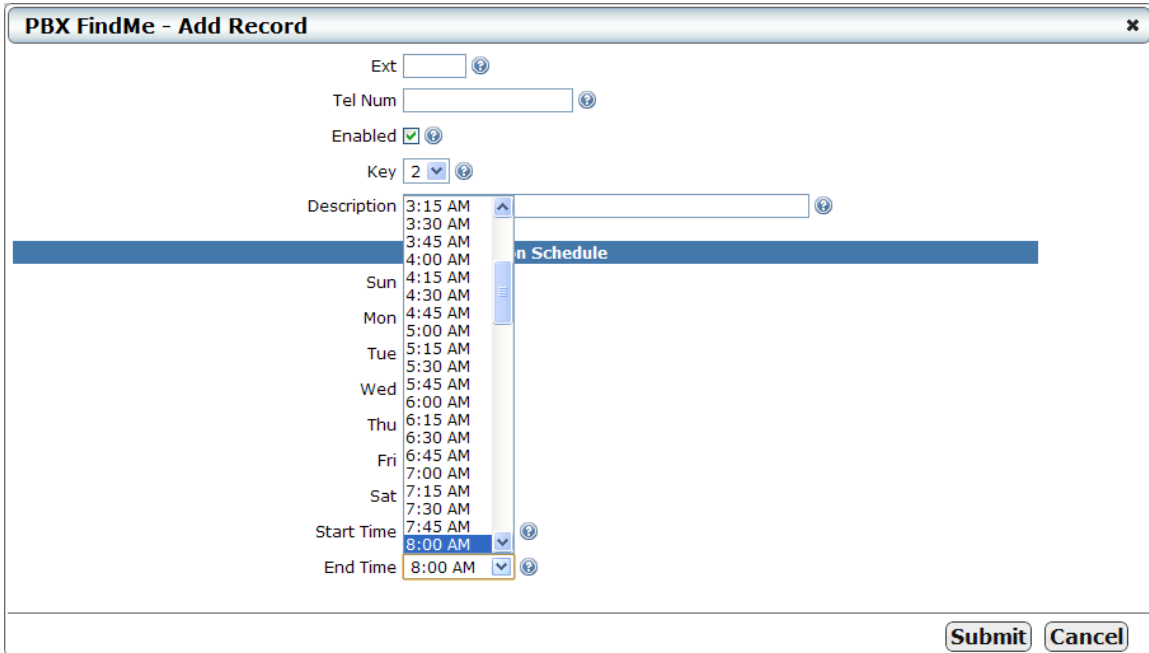 PBX FindMe - Add Record
Ext
Tel Num
Enabled
Key 2
Description 3:15 AM
3:30 AM
3:45 AM
n Schedule
4:00 AM
Sun 4:15 AM
4:30 AM
Mon 4:45 AM
5:00 AM
Tue 5:15 AM
5:30 AM
Wed 5:45 AM
6:00 AM
Thu 6:15 AM
6:30 AM
Fri 6:45 AM
7:00 AM
Sat 7:15 AM
7:30 AM
Start Time 7:45 AM
8:00 AM
End Time 8:00 AM
Submit Cancel